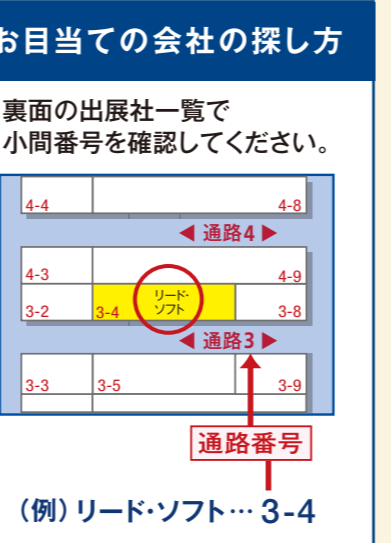 お目当ての会社の探し方
裏面の出展社一覧で
小間番号を確認してください。
4-4 4-8
◀ 通路4 ▶
4-3 4-9
3-2 3-4 リード・ 3-8
ソフト
◀ 通路3 ▶
3-3 3-5 3-9
通路番号
（例）リード・ソフト… 3-4